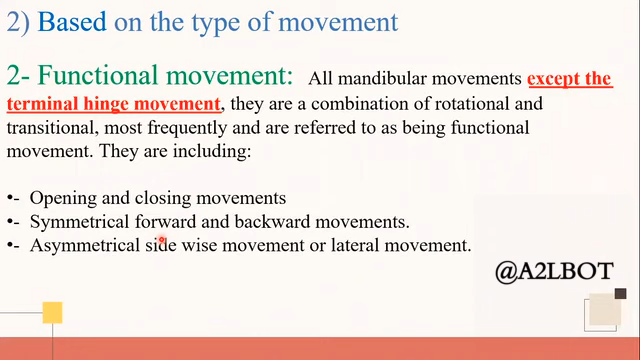 2) Based on the type of movement
2- Functional movement: All mandibular movements except the
terminal hinge movement, they are a combination of rotational and
transitional, most frequently and are referred to as being functional
movement. They are including:
•- Opening and closing movements
•- Symmetrical forward and backward movements.
•- Asymmetrical side wise movement or lateral movement.
@A2LBOT